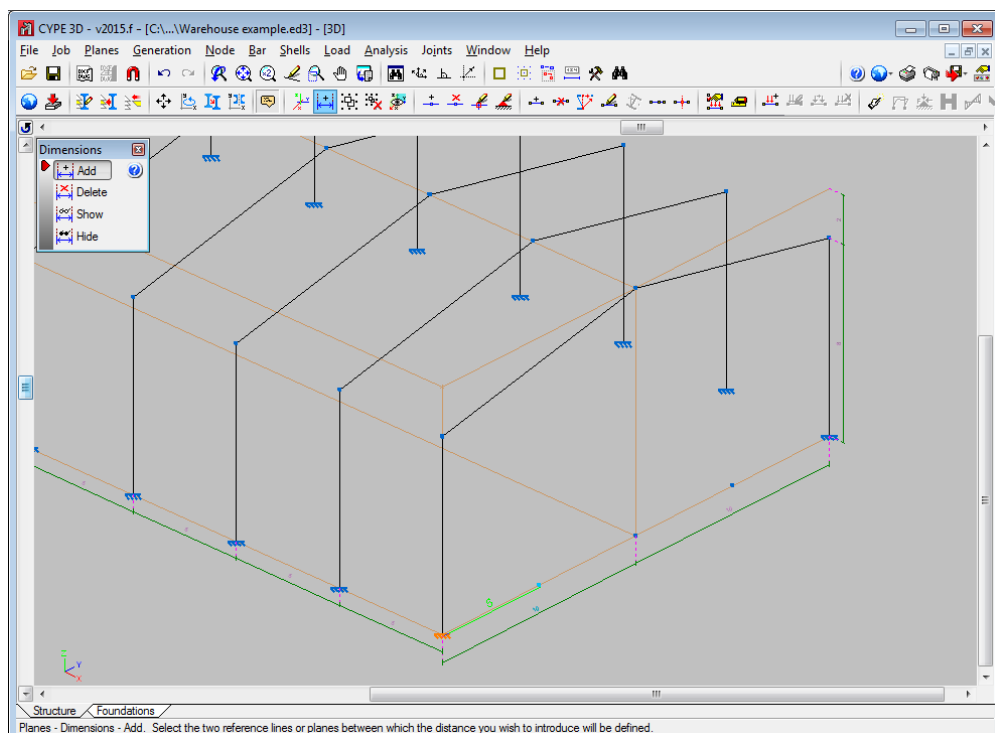 CYPE 3D - v2015.f - [C:\...\Warehouse example.ed3] - [3D]
File Job Planes Generation Node Bar Shells Load Analysis Joints Window Help
Dimensions
Add
Delete
Show
Hide
Z
Y
X
Structure
Foundations
Planes - Dimensions - Add. Select the two reference lines or planes between which the distance you wish to introduce will be defined.